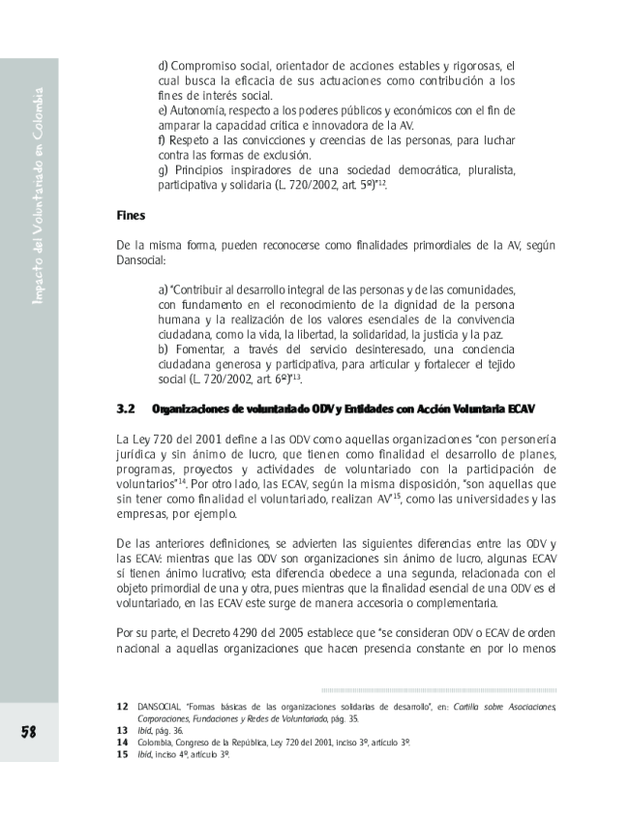 Impacto del Voluntariado en Colombia
d) Compromiso social, orientador de acciones estables y rigorosas, el
cual busca la eficacia de sus actuaciones como contribución a los
fines de interés social.
e) Autonomía, respecto a los poderes públicos y económicos con el fin de
amparar la capacidad crítica e innovadora de la AV.
f) Respeto a las convicciones y creencias de las personas, para luchar
contra las formas de exclusión.
g) Principios inspiradores de una sociedad democrática, pluralista,
participativa y solidaria (L. 720/2002, art. 5º)”12.
Fines
De la misma forma, pueden reconocerse como finalidades primordiales de la AV, según
Dansocial:
a) “Contribuir al desarrollo integral de las personas y de las comunidades,
con fundamento en el reconocimiento de la dignidad de la persona
humana y la realización de los valores esenciales de la convivencia
ciudadana, como la vida, la libertad, la solidaridad, la justicia y la paz.
b) Fomentar, a través del servicio desinteresado, una conciencia
ciudadana generosa y participativa, para articular y fortalecer el tejido
social (L. 720/2002, art. 6º)”13.
3.2 Organizaciones de voluntariado ODV y Entidades con Acción Voluntaria ECAV
La Ley 720 del 2001 define a las ODV como aquellas organizaciones “con personería
jurídica y sin ánimo de lucro, que tienen como finalidad el desarrollo de planes,
programas, proyectos y actividades de voluntariado con la participación de
voluntarios”14. Por otro lado, las ECAV, según la misma disposición, “son aquellas que
sin tener como finalidad el voluntariado, realizan AV”15, como las universidades y las
empresas, por ejemplo.
De las anteriores definiciones, se advierten las siguientes diferencias entre las ODV y
las ECAV: mientras que las ODV son organizaciones sin ánimo de lucro, algunas ECAV
sí tienen ánimo lucrativo; esta diferencia obedece a una segunda, relacionada con el
objeto primordial de una y otra, pues mientras que la finalidad esencial de una ODV es el
voluntariado, en las ECAV este surge de manera accesoria o complementaria.
Por su parte, el Decreto 4290 del 2005 establece que “se consideran ODV o ECAV de orden
nacional a aquellas organizaciones que hacen presencia constante en por lo menos
12 DANSOCIAL. “Formas básicas de las organizaciones solidarias de desarrollo”, en: Cartilla sobre Asociaciones,
Corporaciones, Fundaciones y Redes de Voluntariado, pág. 35.
13 Ibid., pág. 36.
14 Colombia, Congreso de la República, Ley 720 del 2001, inciso 3º, artículo 3º.
15 Ibid., inciso 4º, artículo 3º.
58